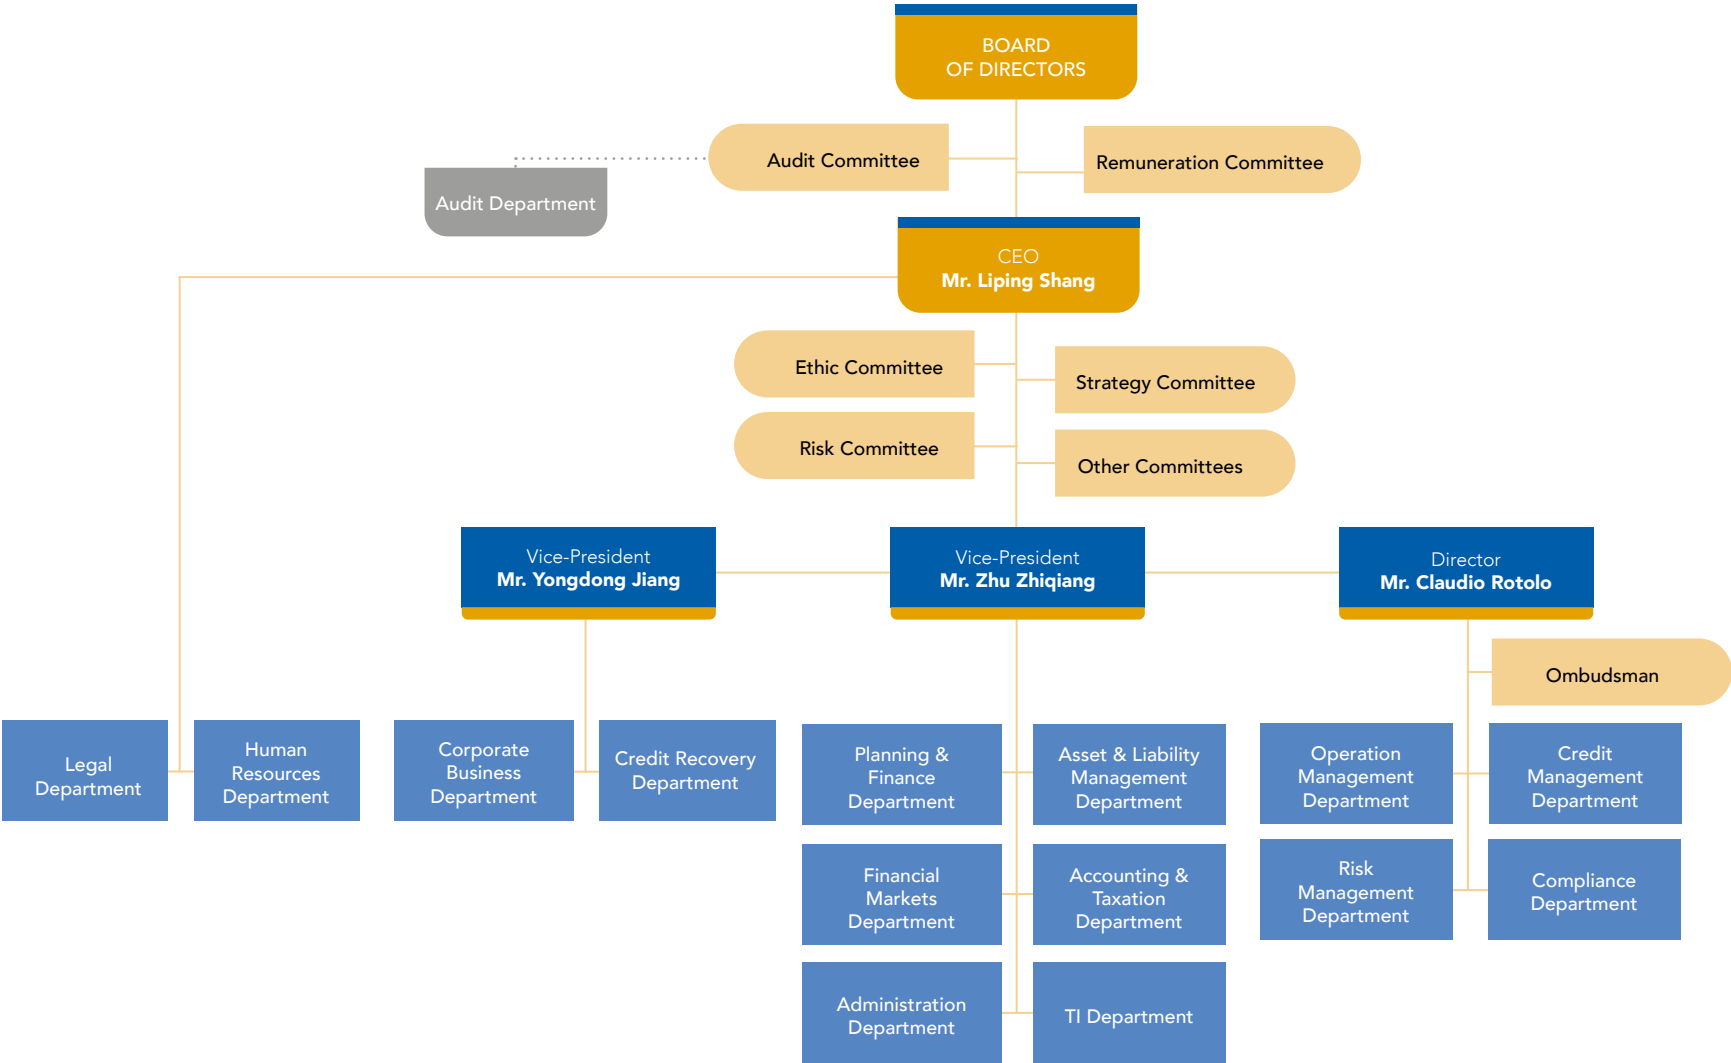 BOARD
OF DIRECTORS
Audit Committee
Remuneration Committee
Audit Department
CEO
Mr. Liping Shang
Ethic Committee
Strategy Committee
Risk Committee
Other Committees
Vice-President
Mr. Yongdong Jiang
Vice-President
Mr. Zhu Zhiqiang
Director
Mr. Claudio Rotolo
Ombudsman
Legal
Department
Human
Resources
Department
Corporate
Business
Department
Credit Recovery
Department
Planning &
Finance
Department
Asset & Liability
Management
Department
Operation
Management
Department
Credit
Management
Department
Financial
Markets
Department
Accounting &
Taxation
Department
Risk
Management
Department
Compliance
Department
Administration
Department
TI Department